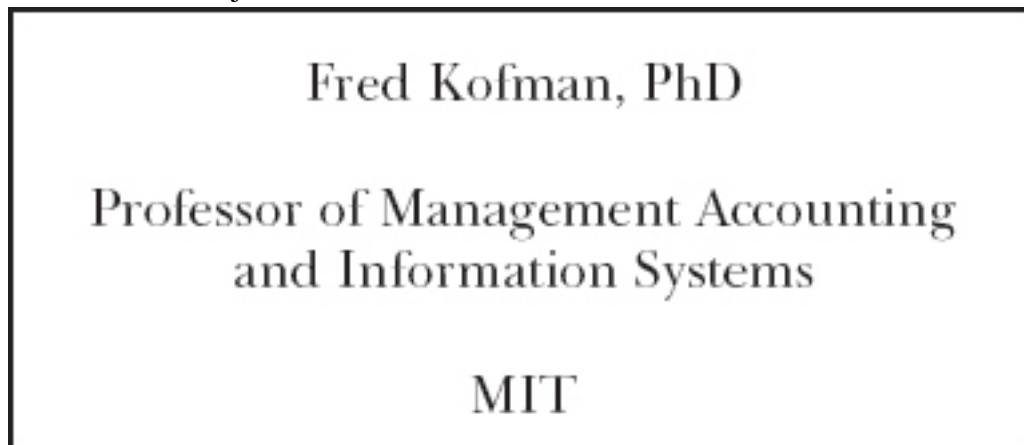 Fred Kofman, PhD
Professor of Management Accounting
and Information Systems
MIT